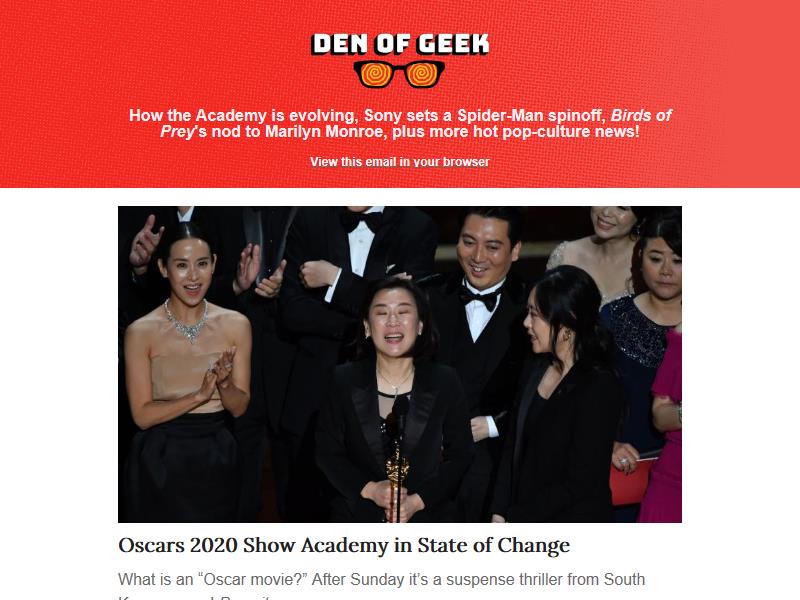 DEN OF GEEK
How the Academy is evolving, Sony sets a Spider-Man spinoff, Birds of
Prey's nod to Marilyn Monroe, plus more hot pop-culture news!
View this email in your browser
Oscars 2020 Show Academy in State of Change
What is an “Oscar movie?” After Sunday it’s a suspense thriller from South